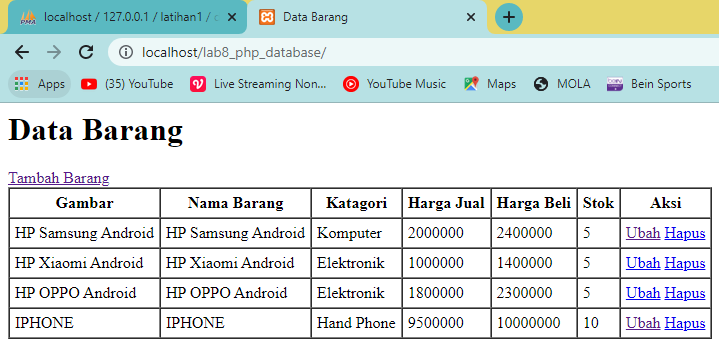 localhost / 127.0.0.1 / latihan1 /
Data Barang
localhost/lab8_php_database/
Apps (35) YouTube Live Streaming Non... YouTube Music Maps MOLA Bein Sports
Data Barang
Tambah Barang
Gambar Nama Barang Katagori Harga Jual Harga Beli Stok Aksi
HP Samsung Android HP Samsung Android Komputer 2000000 2400000 5 Ubah Hapus
HP Xiaomi Android HP Xiaomi Android Elektronik 1000000 1400000 5 Ubah Hapus
HP OPPO Android HP OPPO Android Elektronik 1800000 2300000 5 Ubah Hapus
IPHONE IPHONE Hand Phone 9500000 10000000 10 Ubah Hapus